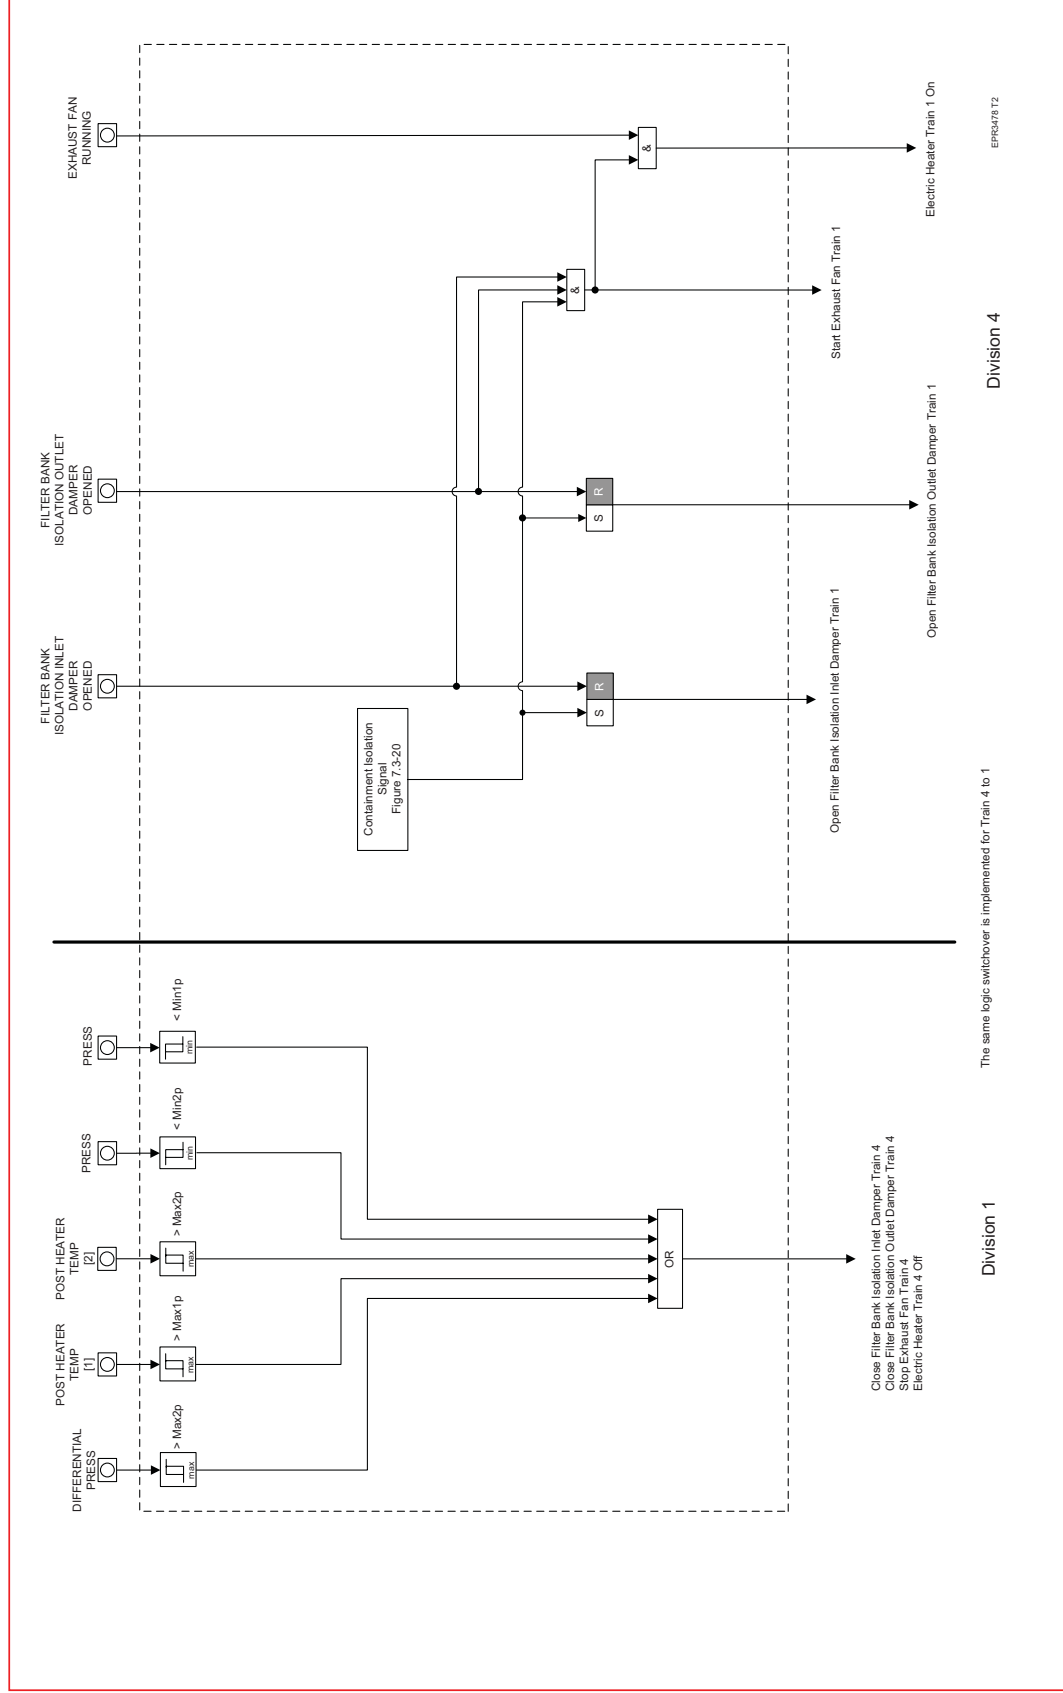 DIFFERENTIAL
PRESS
POST HEATER
TEMP
[1]
POST HEATER
TEMP
[2]
PRESS
PRESS
FILTER BANK
ISOLATION INLET
DAMPER
OPENED
FILTER BANK
ISOLATION OUTLET
DAMPER
OPENED
EXHAUST FAN
RUNNING
max
> Max2p
max
> Max1p
max
> Max2p
min
< Min2p
min
< Min1p
Containment Isolation
Signal
Figure 7.3-20
S
R
S
R
&
&
OR
Close Filter Bank Isolation Inlet Damper Train 4
Close Filter Bank Isolation Outlet Damper Train 4
Stop Exhaust Fan Train 4
Electric Heater Train 4 Off
Open Filter Bank Isolation Inlet Damper Train 1
Open Filter Bank Isolation Outlet Damper Train 1
Start Exhaust Fan Train 1
Electric Heater Train 1 On
Division 1
The same logic switchover is implemented for Train 4 to 1
Division 4
EPR3478 T2